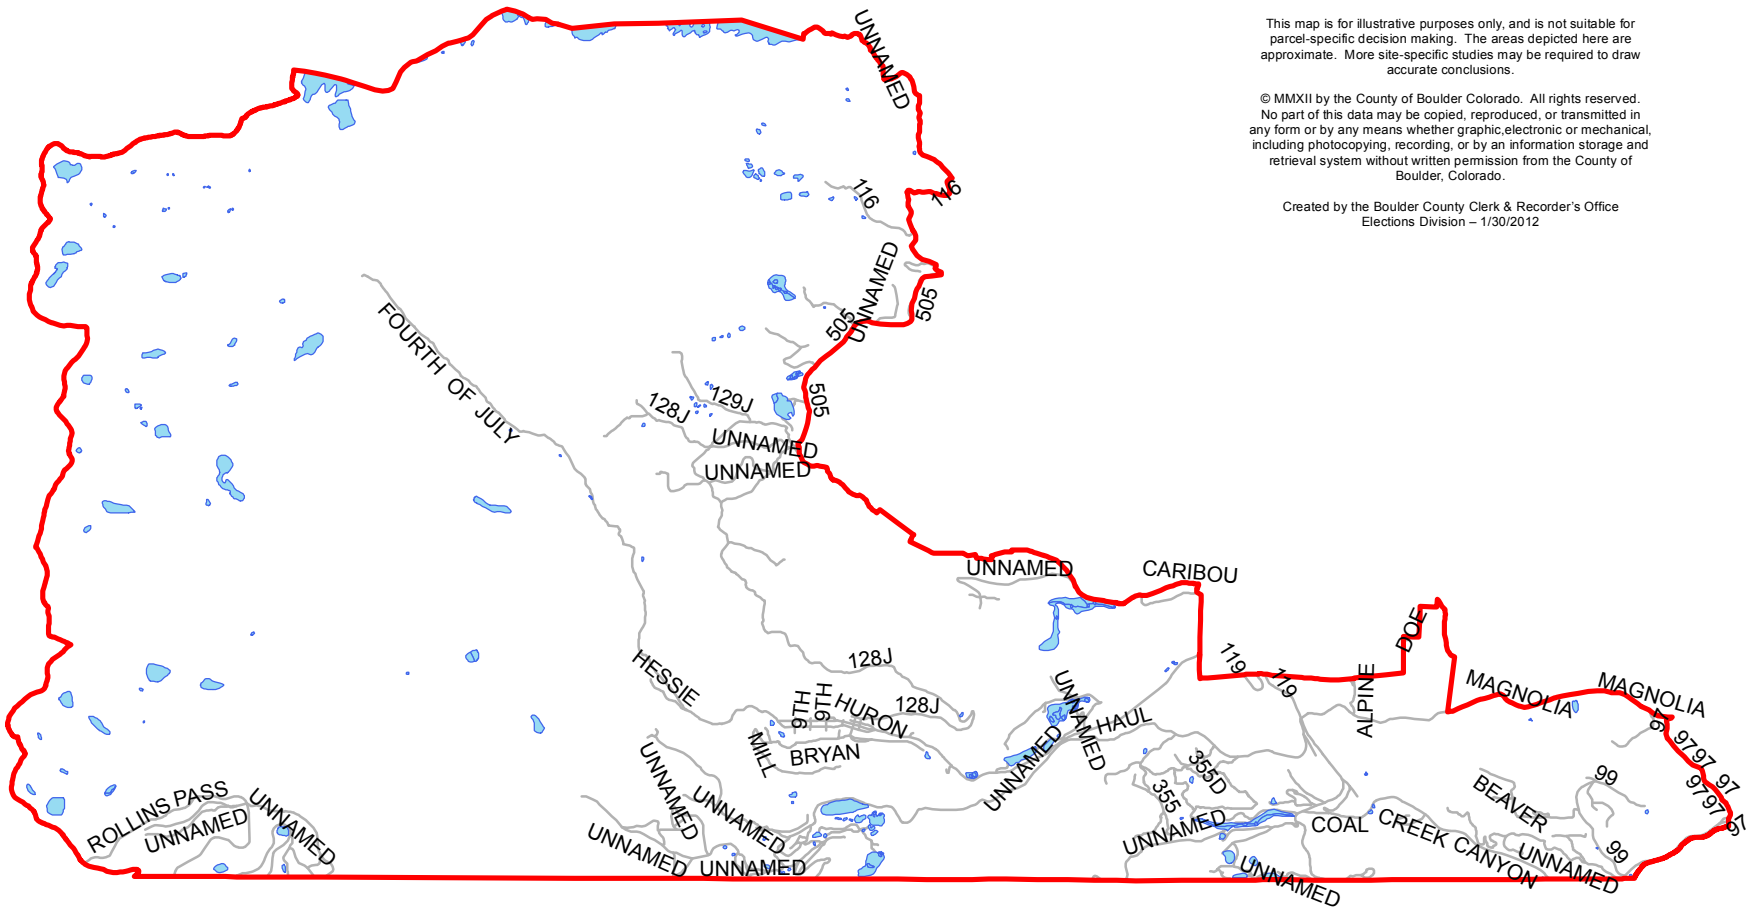 This map is for illustrative purposes only, and is not suitable for
parcel-specific decision making. The areas depicted here are
approximate. More site-specific studies may be required to draw
accurate conclusions.
© MMXII by the County of Boulder Colorado. All rights reserved.
No part of this data may be copied, reproduced, or transmitted in
any form or by any means whether graphic,electronic or mechanical,
including photocopying, recording, or by an information storage and
retrieval system without written permission from the County of
Boulder, Colorado.
Created by the Boulder County Clerk & Recorder's Office
Elections Division – 1/30/2012
UNNAMED
116
116
UNNAMED
505
505
FOURTH OF JULY
505
129J
128J
UNNAMED
UNNAMED
UNNAMED
CARIBOU
DOE
119
119
ALPINE
MAGNOLIA
MAGNOLIA
97
9797
97
9797
97
128J
HESSIE
9TH
9TH
HURON
128J
UNNAMED
HAUL
MILL
BRYAN
UNNAMED
UNNAMED
355D
355
99
BEAVER
ROLLINS PASS
UNNAMED
UNNAMED
UNNAMED
UNNAMED
UNNAMED
UNNAMED
COAL CREEK CANYON
UNNAMED
99
UNNAMED
UNNAMED